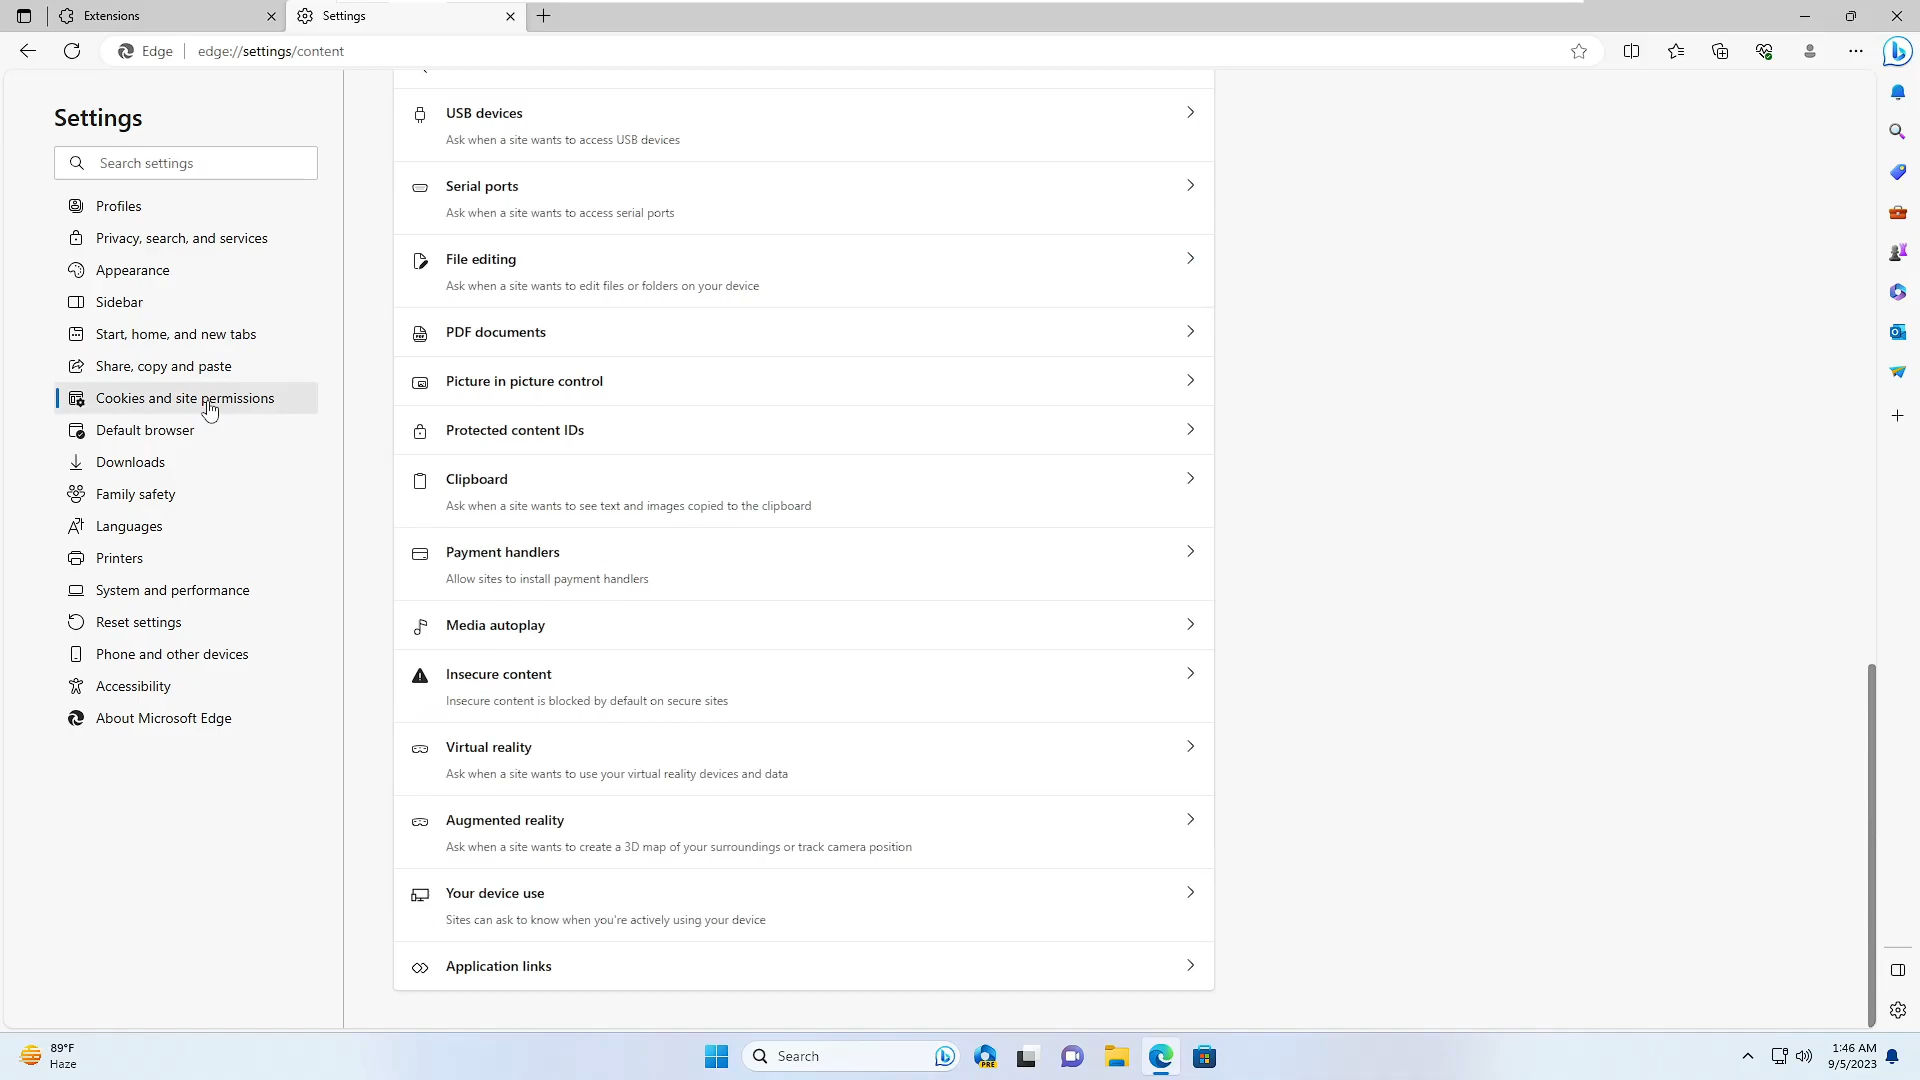 Extensions
Settings
Edge
edge://settings/content
Settings
Search settings
Profiles
Privacy, search, and services
Appearance
Sidebar
Start, home, and new tabs
Share, copy and paste
Cookies and site permissions
Default browser
Downloads
Family safety
Languages
Printers
System and performance
Reset settings
Phone and other devices
Accessibility
About Microsoft Edge
USB devices
Ask when a site wants to access USB devices
Serial ports
Ask when a site wants to access serial ports
File editing
Ask when a site wants to edit files or folders on your device
PDF documents
Picture in picture control
Protected content IDs
Clipboard
Ask when a site wants to see text and images copied to the clipboard
Payment handlers
Allow sites to install payment handlers
Media autoplay
Insecure content
Insecure content is blocked by default on secure sites
Virtual reality
Ask when a site wants to use your virtual reality devices and data
Augmented reality
Ask when a site wants to create a 3D map of your surroundings or track camera position
Your device use
Sites can ask to know when you're actively using your device
Application links
89°F
Haze
Search
PRE
1:46 AM
9/5/2023